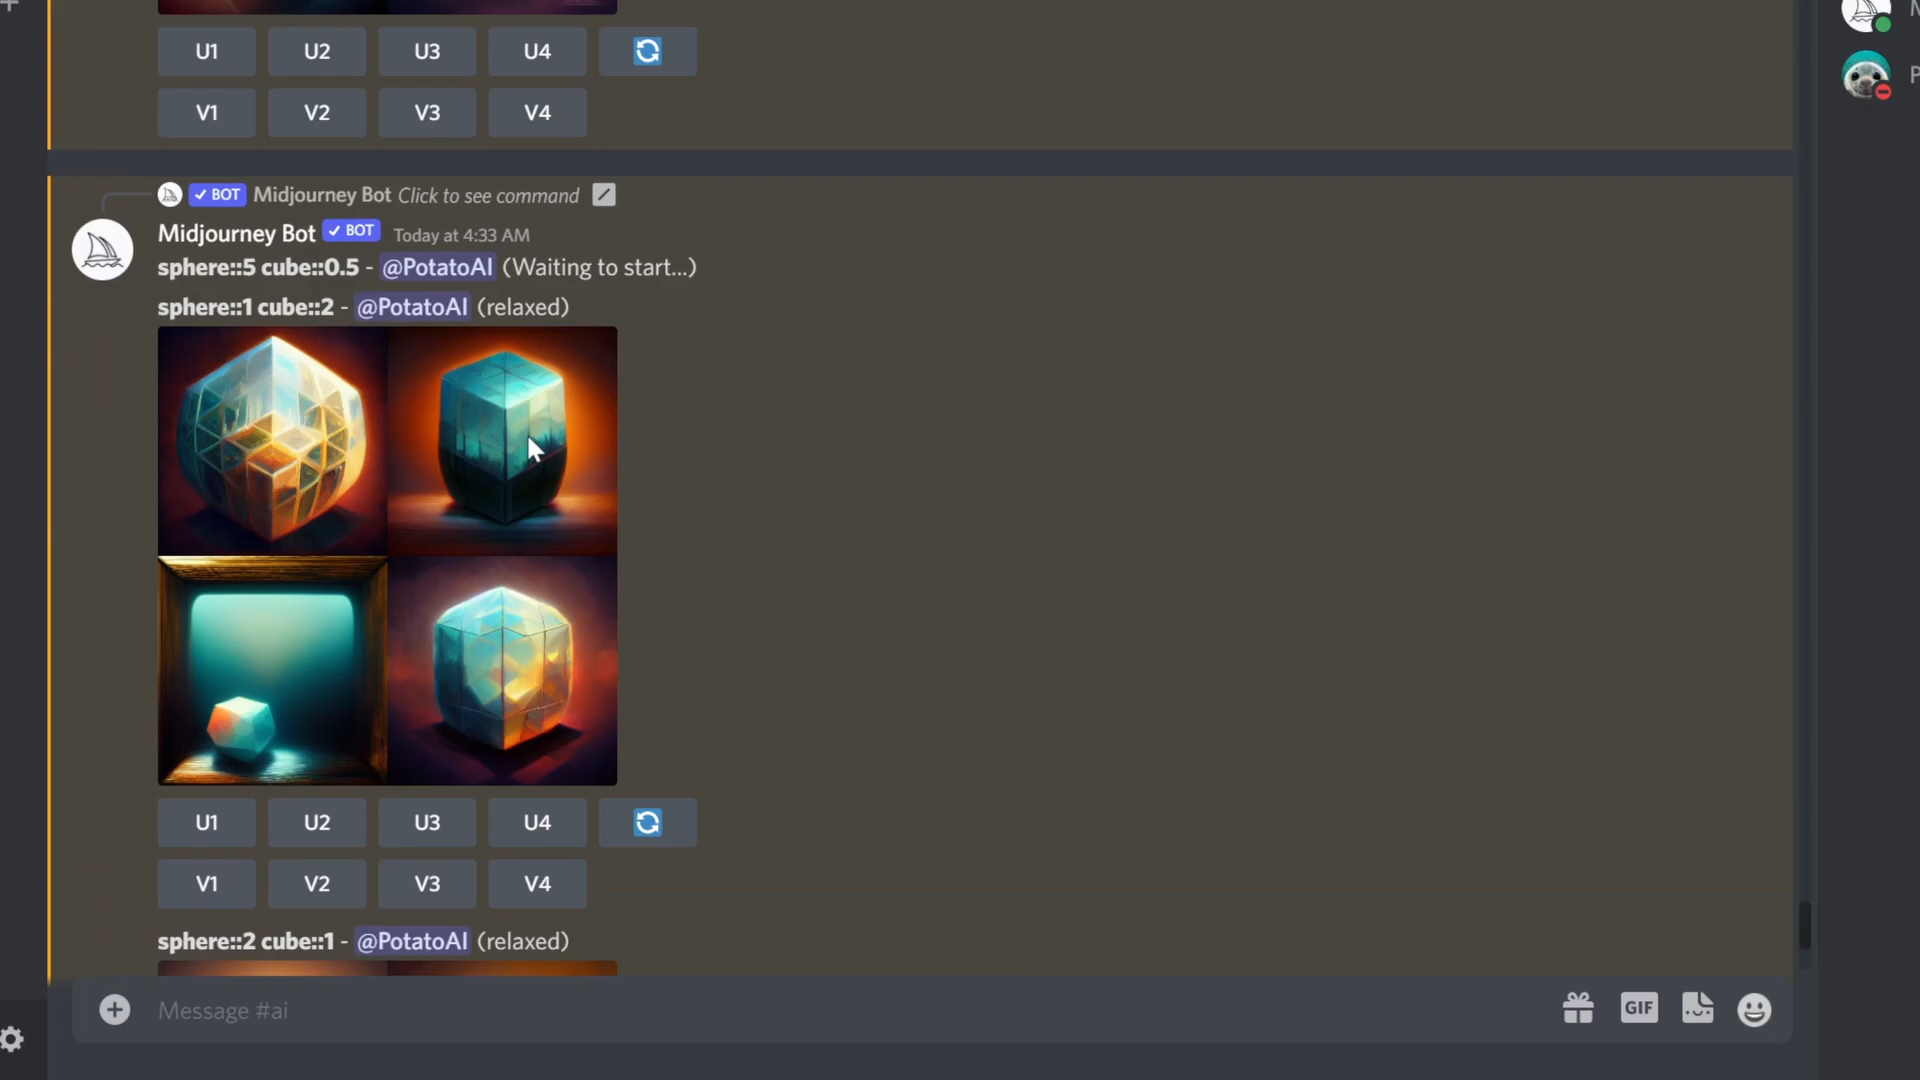 U1 U2 U3 U4
V1 V2 V3 V4
✓ BOT Midjourney Bot Click to see command
Midjourney Bot ✓ BOT Today at 4:33 AM
sphere::5 cube::0.5 - @PotatoAI (Waiting to start...)
sphere::1 cube::2 - @PotatoAI (relaxed)
U1 U2 U3 U4
V1 V2 V3 V4
sphere::2 cube::1 - @PotatoAI (relaxed)
Message #ai GIF